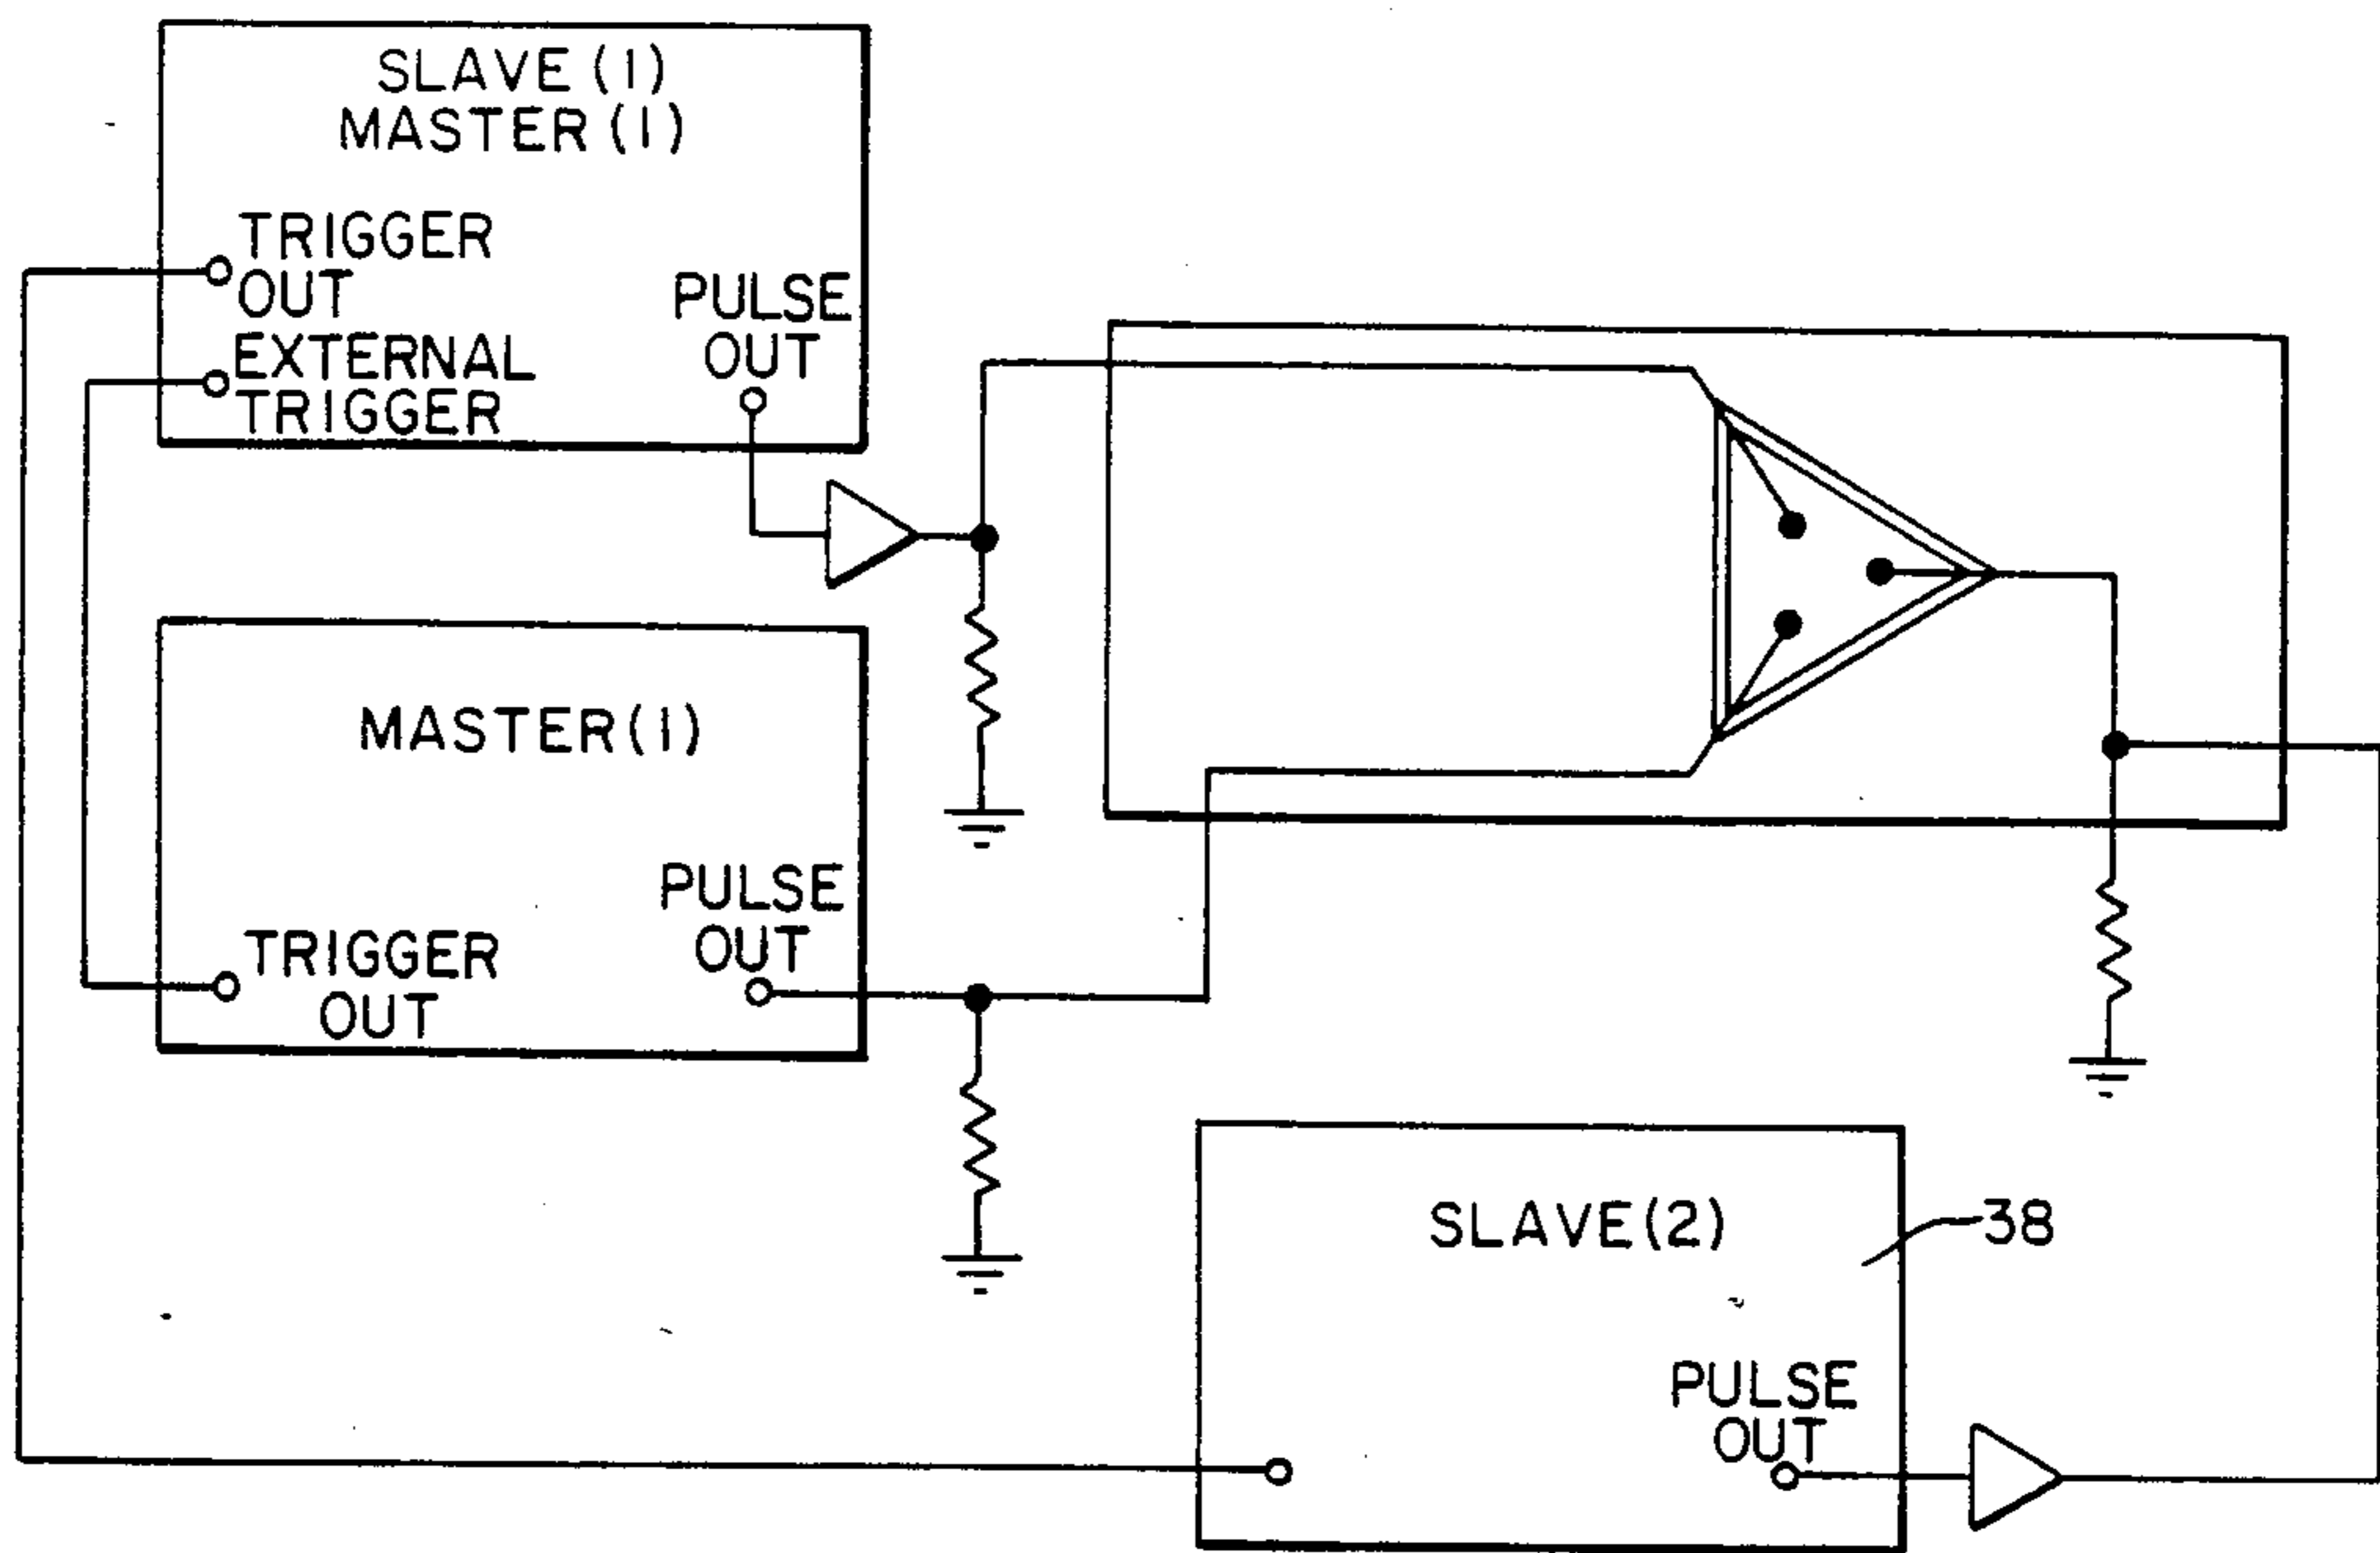 SLAVE (1)
MASTER (1)
TRIGGER
OUT
EXTERNAL
TRIGGER
PULSE
OUT
MASTER(1)
TRIGGER
OUT
PULSE
OUT
SLAVE(2)
38
PULSE
OUT